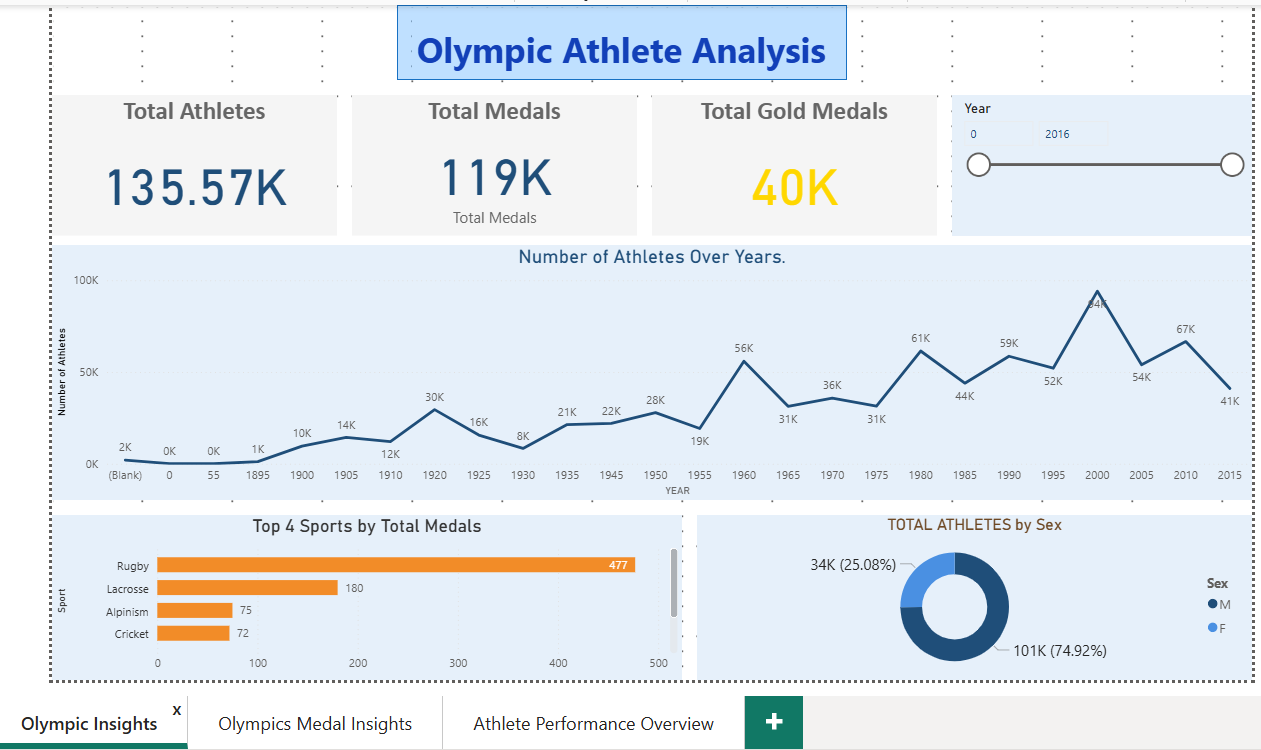 Olympic Athlete Analysis
Total Athletes
135.57K
Total Medals
119K
Total Medals
Total Gold Medals
40K
Year
0 2016
Number of Athletes Over Years.
Number of Athletes
100K
50K
0K
2K 0K 0K 1K 10K 14K 12K 30K 16K 8K 21K 22K 28K 19K 56K 31K 36K 31K 61K 44K 59K 52K 94K 54K 67K 41K
(Blank) 0 55 1895 1900 1905 1910 1920 1925 1930 1935 1945 1950 1955 1960 1965 1970 1975 1980 1985 1990 1995 2000 2005 2010 2015
YEAR
Top 4 Sports by Total Medals
Sport
Rugby 477
Lacrosse 180
Alpinism 75
Cricket 72
0 100 200 300 400 500
TOTAL ATHLETES by Sex
34K (25.08%)
101K (74.92%)
Sex
M
F
Olympic Insights x
Olympics Medal Insights
Athlete Performance Overview
+